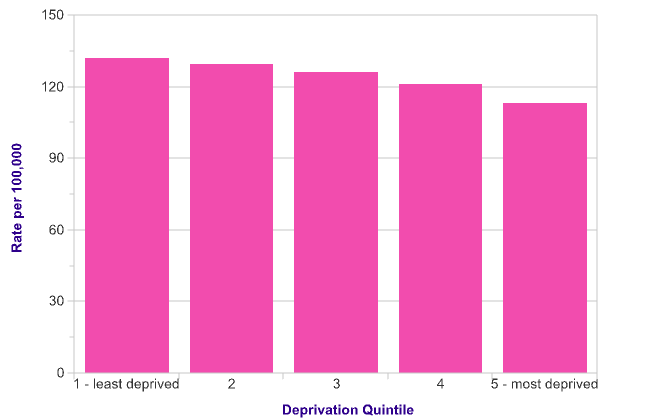 150
120
90
60
30
0
Rate per 100,000
1 - least deprived
2
3
4
5 - most deprived
Deprivation Quintile